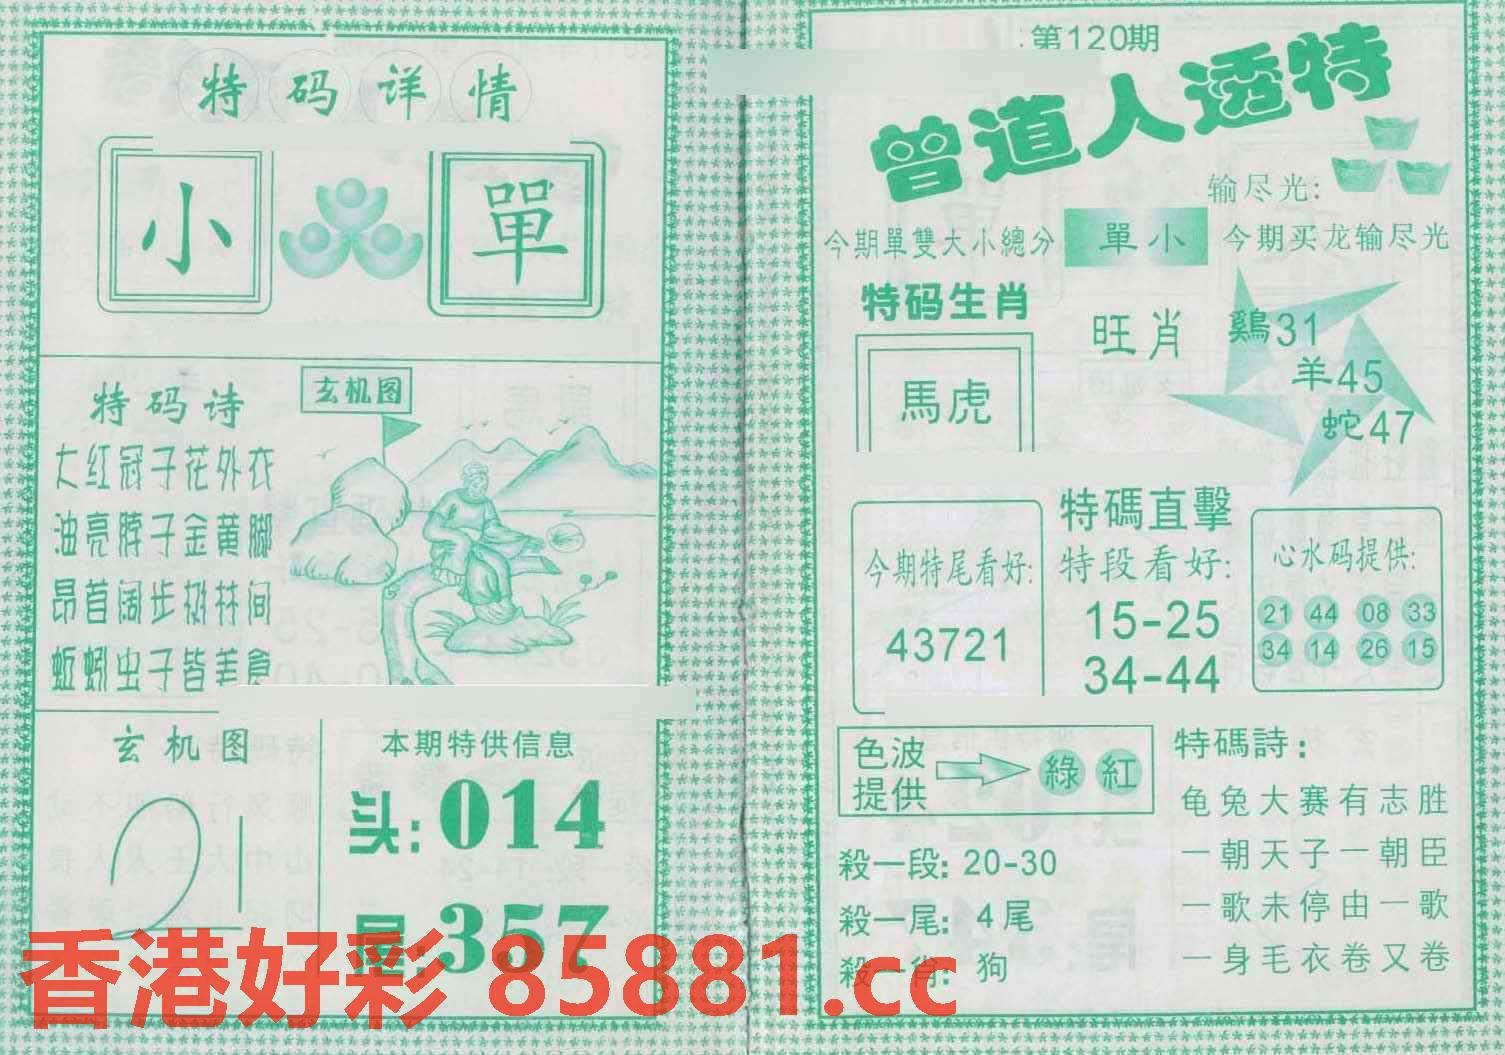 特码详情
小 單
特码诗
大红冠子花外衣
油亮脖子金黄脚
昂首阔步树林间
蚯蚓虫子皆美食
玄机图
玄机图
21
本期特供信息
头:014
尾:357
第120期
曾道人透特
输尽光:
今期單雙大小總分
單小
今期买龙输尽光
特码生肖
馬虎
旺肖
鷄31
羊45
蛇47
今期特尾看好:
43721
特碼直擊
特段看好:
15-25
34-44
心水码提供:
21 44 08 33
34 14 26 15
色波
提供
綠 紅
殺一段: 20-30
殺一尾: 4尾
殺一肖: 狗
特碼詩:
龟兔大赛有志胜
一朝天子一朝臣
一歌未停由一歌
一身毛衣卷又卷
香港好彩 85881.cc